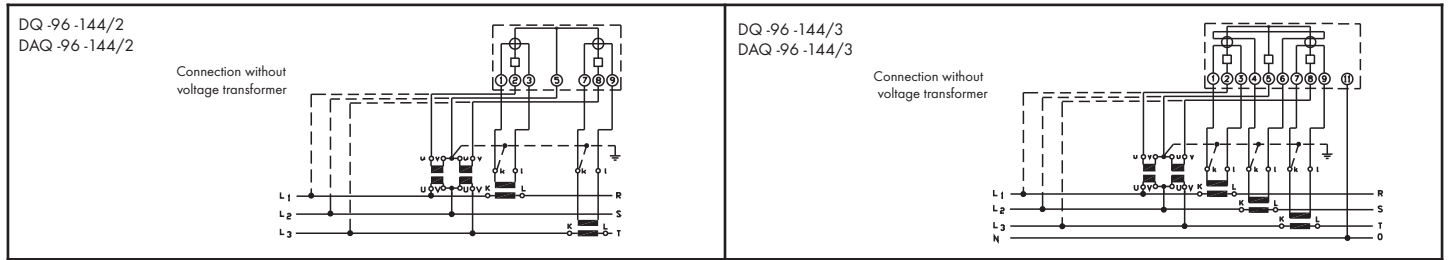 DQ -96 -144/2
DAQ -96 -144/2
Connection without
voltage transformer
1 2 3 5 7 8 9
u v u v
k l k l
U V U V K L
L1 R
L2 S
K L
L3 T
DQ -96 -144/3
DAQ -96 -144/3
Connection without
voltage transformer
1 2 3 4 5 6 7 8 9 11
u v u v
k l k l k l
U V U V K L
L1 R
K L
L2 S
K L
L3 T
N 0